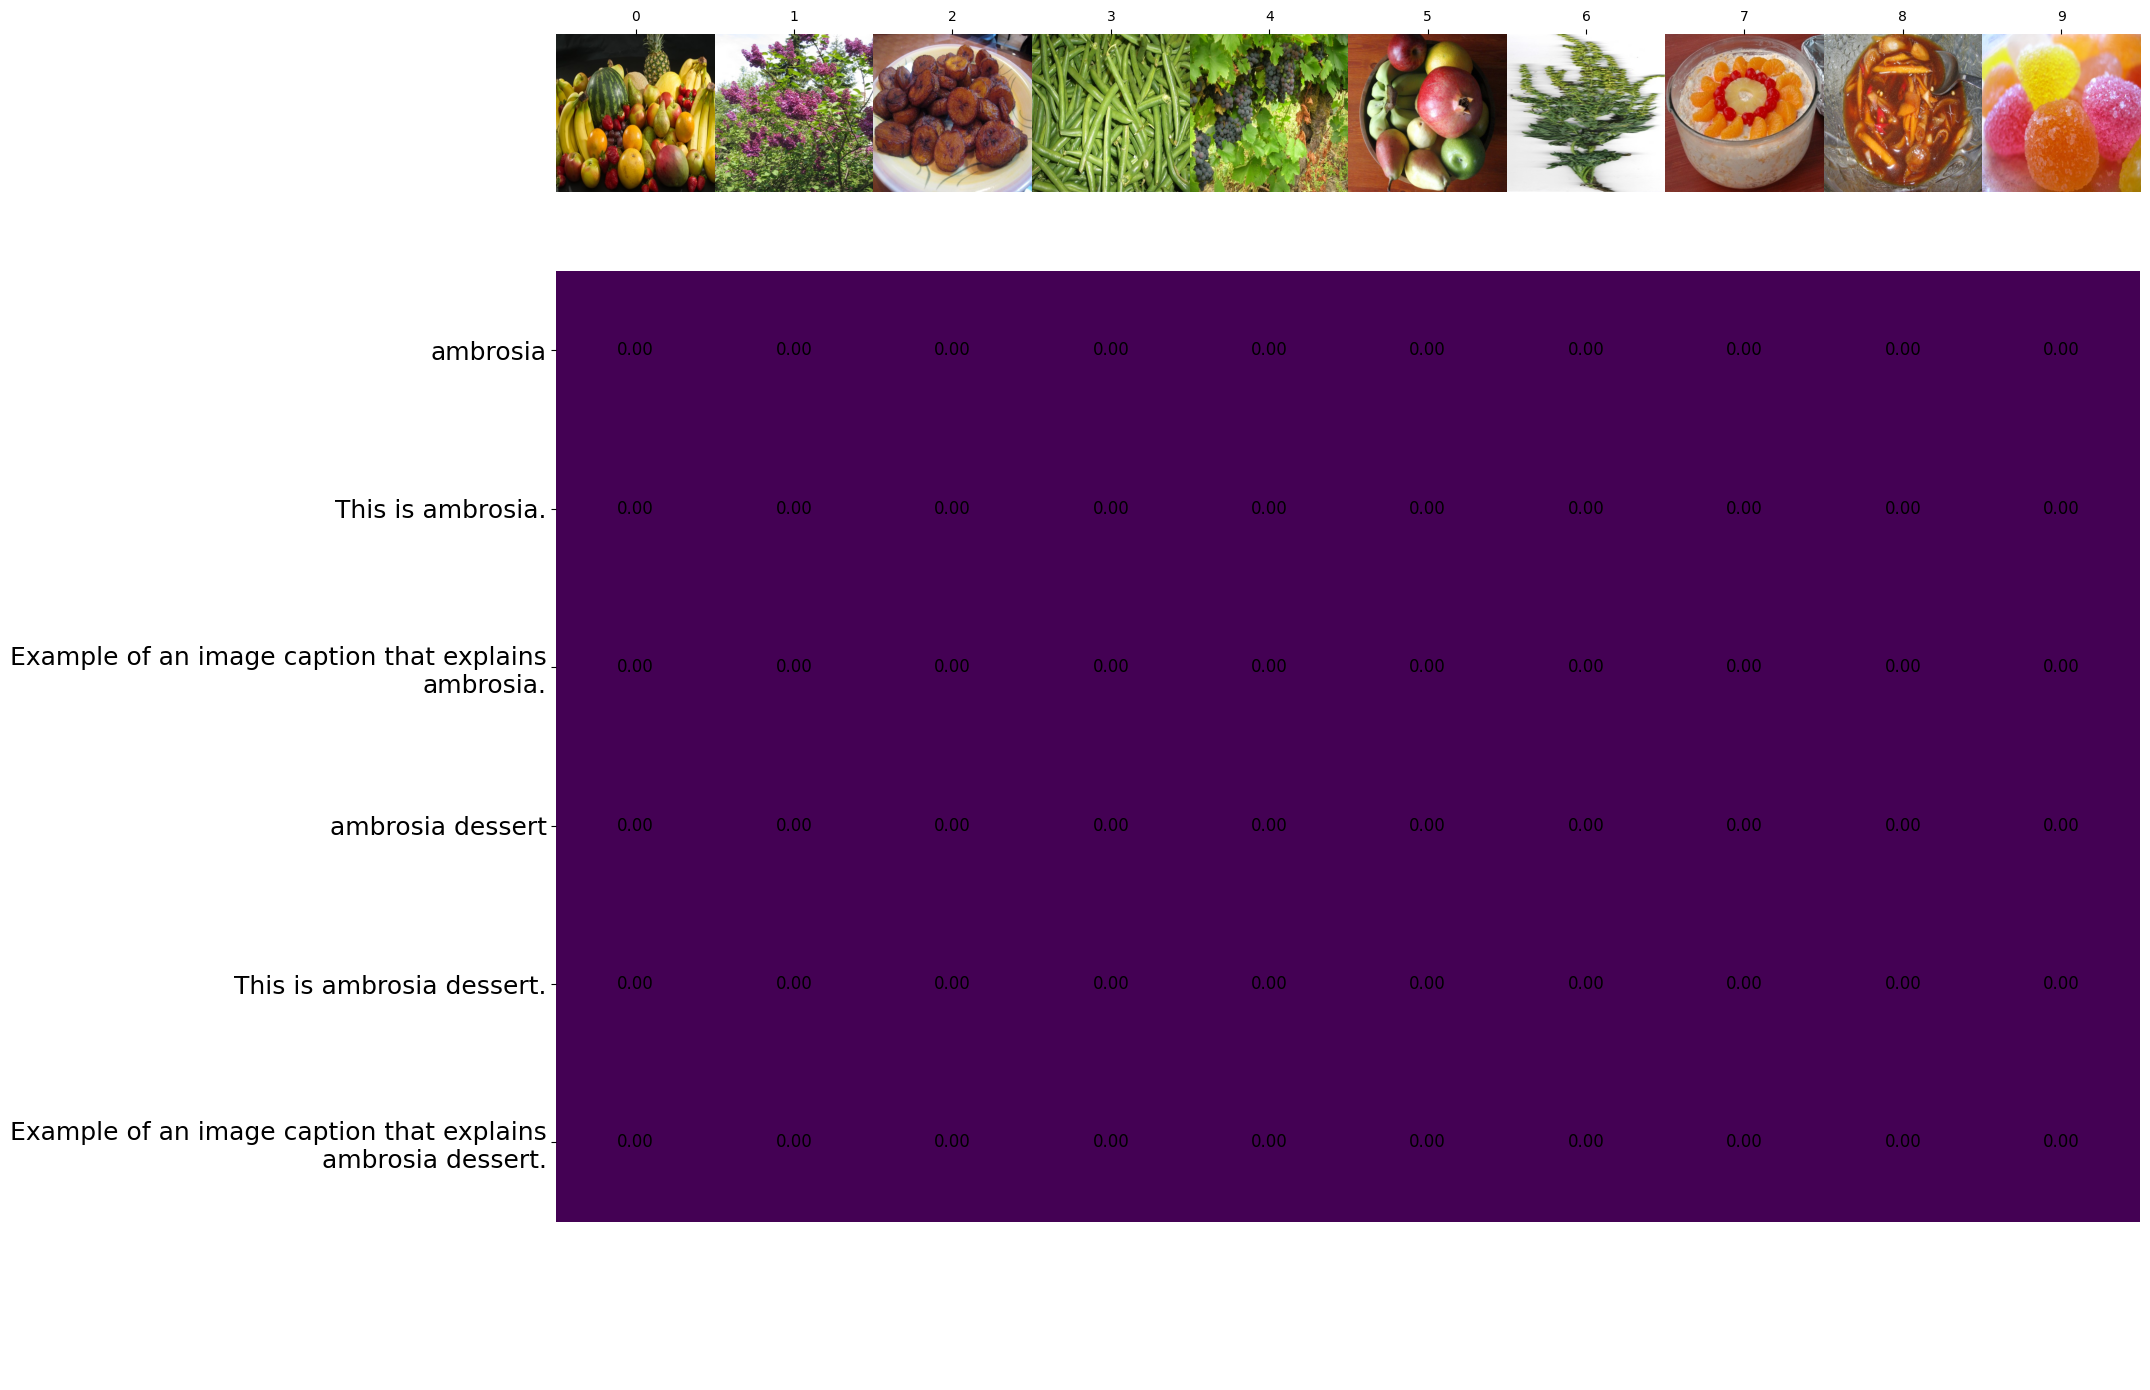 0 1 2 3 4 5 6 7 8 9
ambrosia 0.00 0.00 0.00 0.00 0.00 0.00 0.00 0.00 0.00 0.00
This is ambrosia. 0.00 0.00 0.00 0.00 0.00 0.00 0.00 0.00 0.00 0.00
Example of an image caption that explains
ambrosia. 0.00 0.00 0.00 0.00 0.00 0.00 0.00 0.00 0.00 0.00
ambrosia dessert 0.00 0.00 0.00 0.00 0.00 0.00 0.00 0.00 0.00 0.00
This is ambrosia dessert. 0.00 0.00 0.00 0.00 0.00 0.00 0.00 0.00 0.00 0.00
Example of an image caption that explains
ambrosia dessert. 0.00 0.00 0.00 0.00 0.00 0.00 0.00 0.00 0.00 0.00